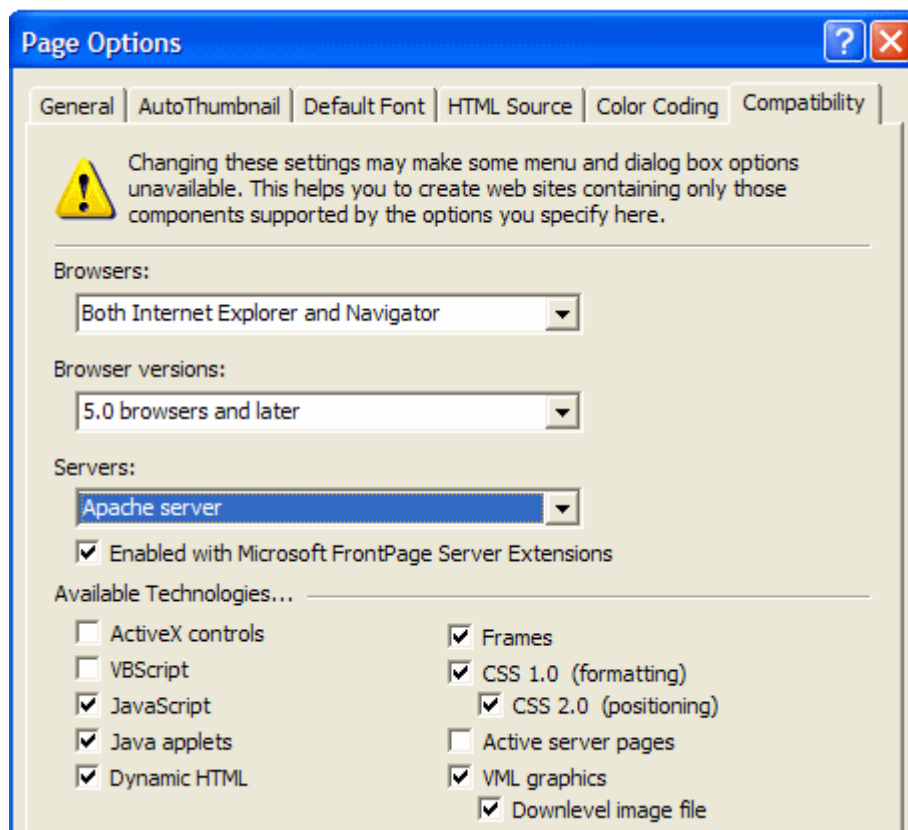 Page Options
General
AutoThumbnail
Default Font
HTML Source
Color Coding
Compatibility
Changing these settings may make some menu and dialog box options
unavailable. This helps you to create web sites containing only those
components supported by the options you specify here.
Browsers:
Both Internet Explorer and Navigator
Browser versions:
5.0 browsers and later
Servers:
Apache server
Enabled with Microsoft FrontPage Server Extensions
Available Technologies...
ActiveX controls
VBScript
JavaScript
Java applets
Dynamic HTML
Frames
CSS 1.0 (formatting)
CSS 2.0 (positioning)
Active server pages
VML graphics
Downlevel image file